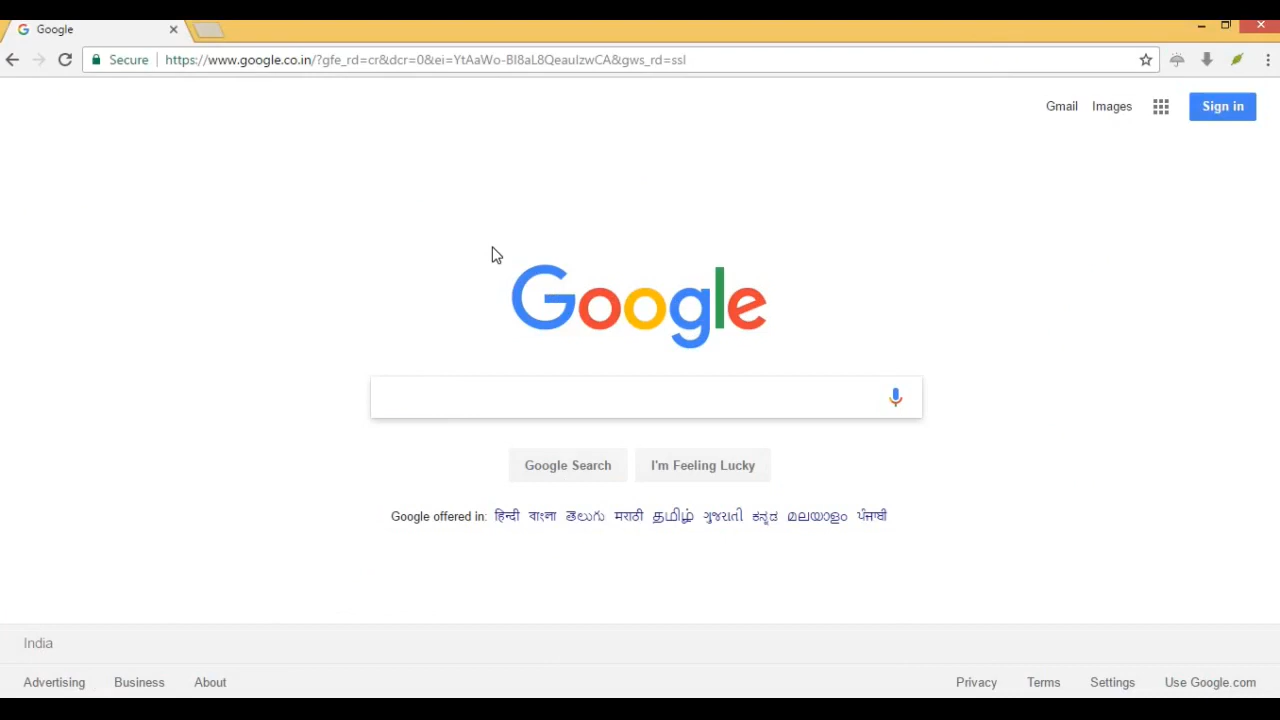 Google
Secure https://www.google.co.in/?gfe_rd=cr&dcr=0&ei=YtAaWo-BI8aL8QeauIzwCA&gws_rd=ssl
Gmail Images Sign in
Google
Google Search I'm Feeling Lucky
Google offered in: हिन्दी বাংলা తెలుగు मराठी தமிழ் ગુજરાતી ಕನ್ನಡ മലയാളം ਪੰਜਾਬੀ
India
Advertising Business About Privacy Terms Settings Use Google.com